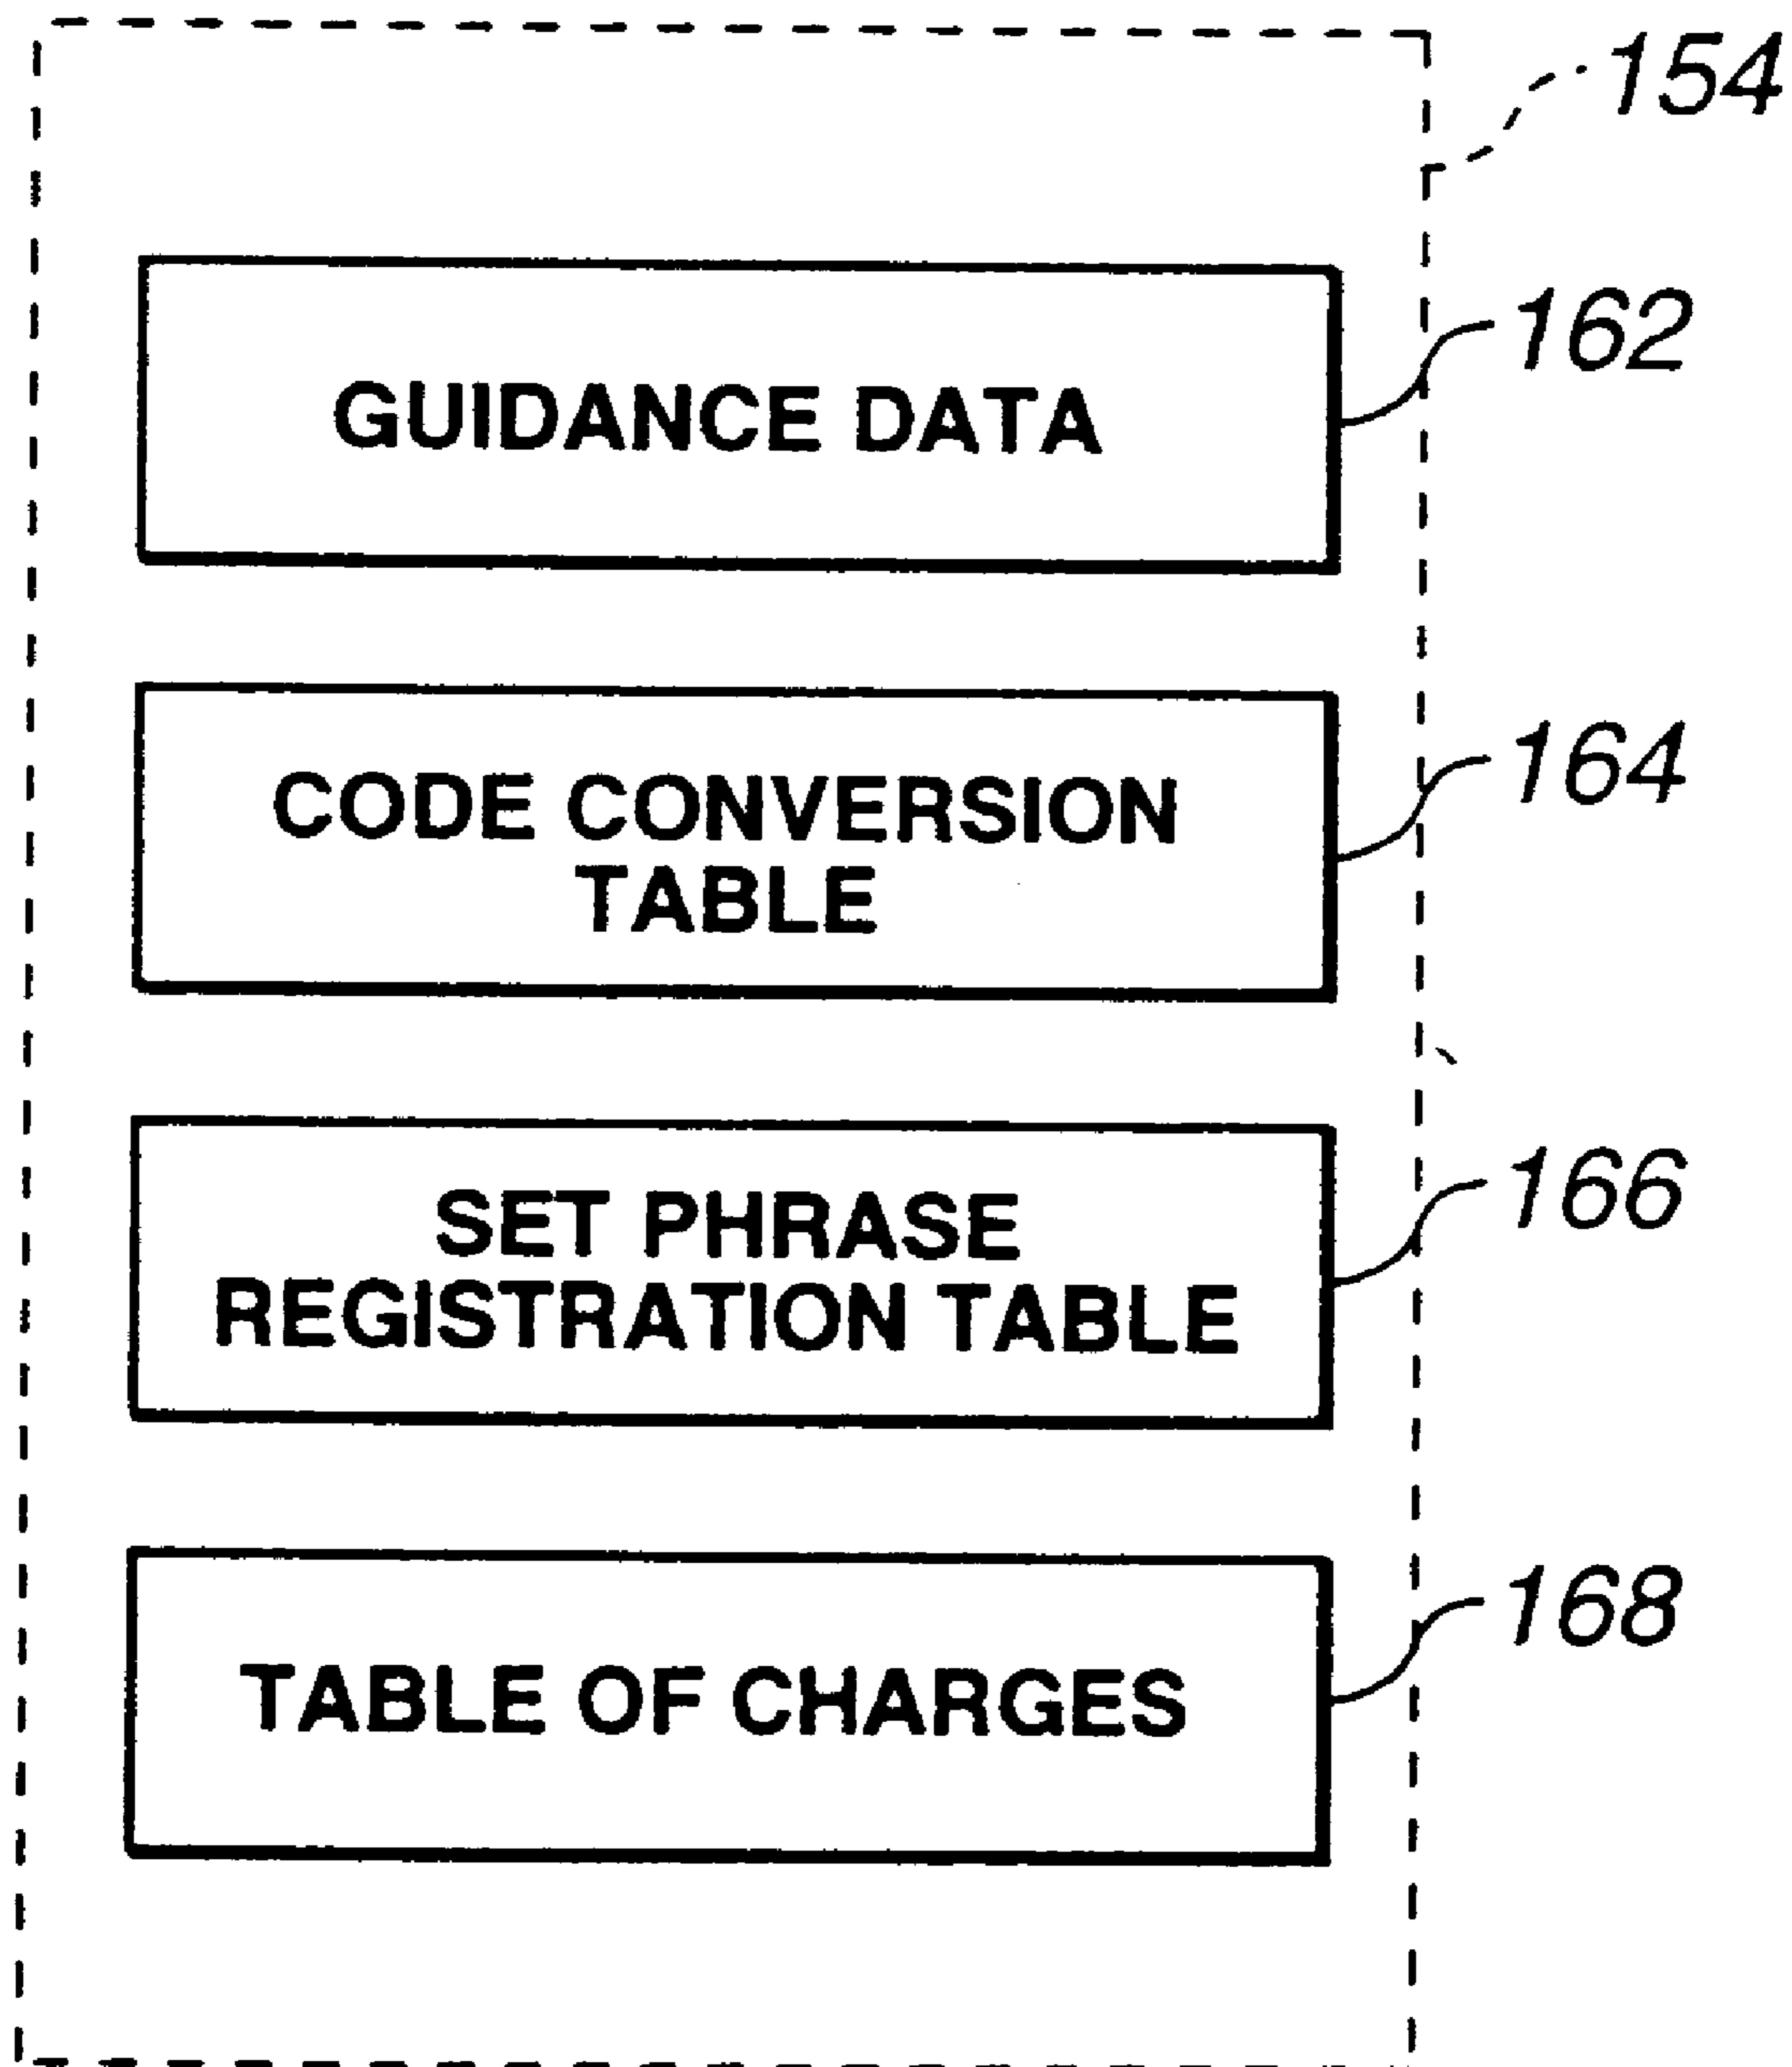 154
GUIDANCE DATA
162
CODE CONVERSION
TABLE
164
SET PHRASE
REGISTRATION TABLE
166
TABLE OF CHARGES
168